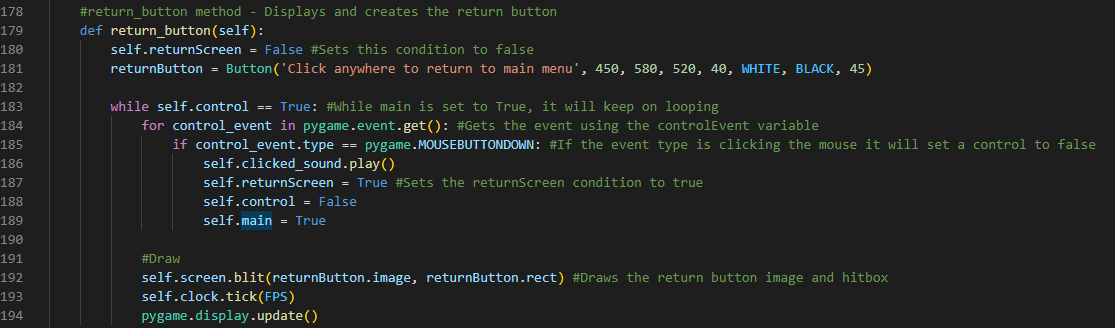 178 #return_button method - Displays and creates the return button
179 def return_button(self):
180 self.returnScreen = False #Sets this condition to false
181 returnButton = Button('Click anywhere to return to main menu', 450, 580, 520, 40, WHITE, BLACK, 45)
182
183 while self.control == True: #While main is set to True, it will keep on looping
184 for control_event in pygame.event.get(): #Gets the event using the controlEvent variable
185 if control_event.type == pygame.MOUSEBUTTONDOWN: #If the event type is clicking the mouse it will set a control to false
186 self.clicked_sound.play()
187 self.returnScreen = True #Sets the returnScreen condition to true
188 self.control = False
189 self.main = True
190
191 #Draw
192 self.screen.blit(returnButton.image, returnButton.rect) #Draws the return button image and hitbox
193 self.clock.tick(FPS)
194 pygame.display.update()